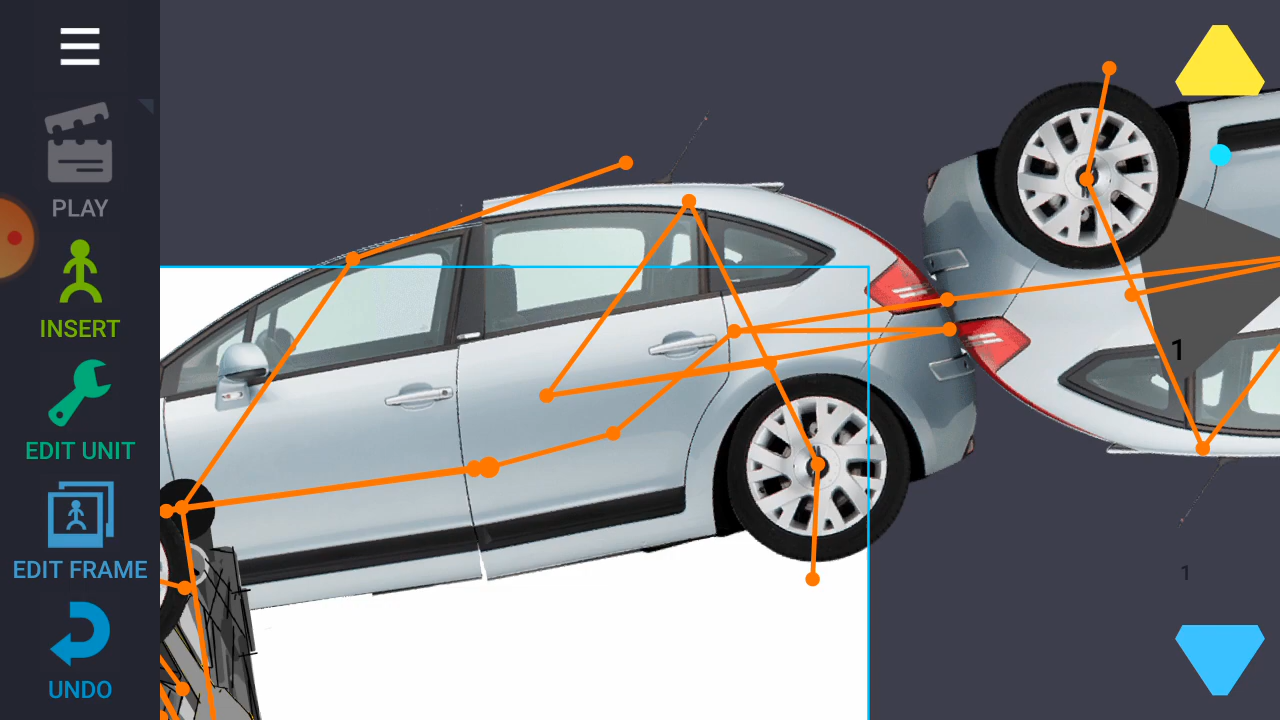 PLAY
INSERT
EDIT UNIT
EDIT FRAME
UNDO
1
1